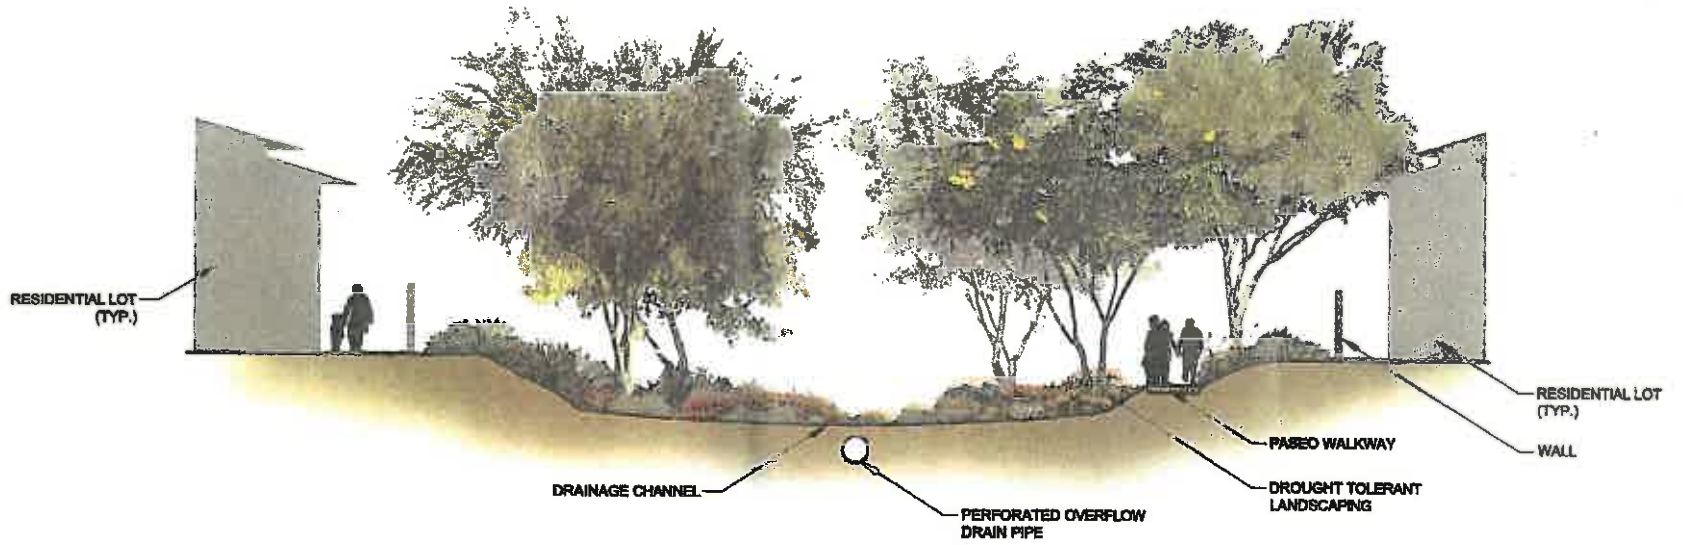 RESIDENTIAL LOT
(TYP.)
RESIDENTIAL LOT
(TYP.)
PASEO WALKWAY
WALL
DRAINAGE CHANNEL
DROUGHT TOLERANT
LANDSCAPING
PERFORATED OVERFLOW
DRAIN PIPE